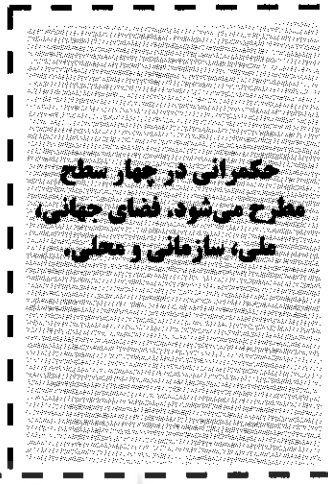 حکمرانی در چهار سطح
مطرح می‌شود. فضای جهانی،
ملی، سازمانی و محلی.